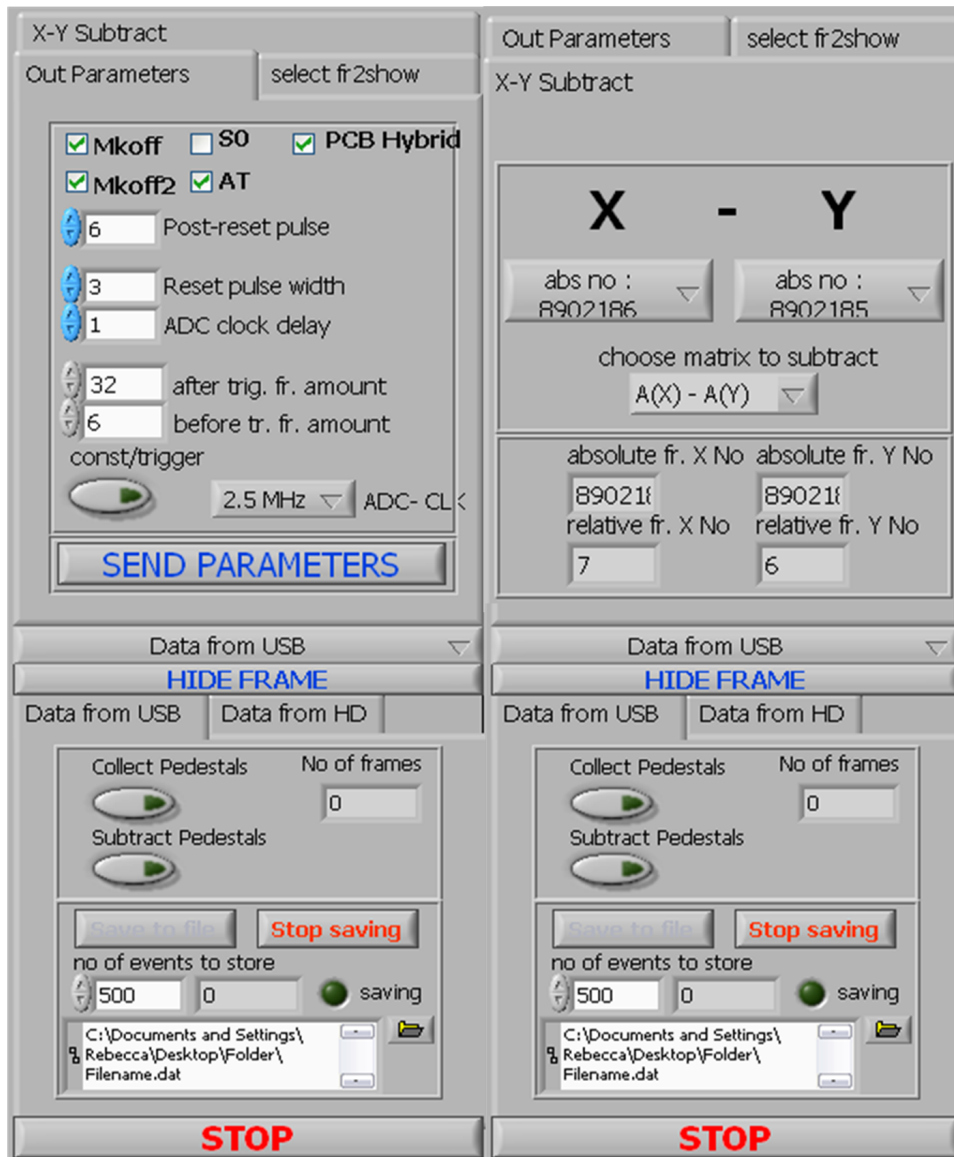 X-Y Subtract
Out Parameters select fr2show
Mkoff S0 PCB Hybrid
Mkoff2 AT
6 Post-reset pulse
3 Reset pulse width
1 ADC clock delay
32 after trig. fr. amount
6 before tr. fr. amount
const/trigger
2.5 MHz ADC- CLK
SEND PARAMETERS
Data from USB
HIDE FRAME
Data from USB Data from HD
Collect Pedestals No of frames
0
Subtract Pedestals
Save to file Stop saving
no of events to store
500 0 saving
C:\Documents and Settings\
Rebecca\Desktop\Folder\
Filename.dat
STOP
Out Parameters select fr2show
X-Y Subtract
X - Y
abs no : abs no :
8902186 8902185
choose matrix to subtract
A(X) - A(Y)
absolute fr. X No absolute fr. Y No
89021 89021
relative fr. X No relative fr. Y No
7 6
Data from USB
HIDE FRAME
Data from USB Data from HD
Collect Pedestals No of frames
0
Subtract Pedestals
Save to file Stop saving
no of events to store
500 0 saving
C:\Documents and Settings\
Rebecca\Desktop\Folder\
Filename.dat
STOP